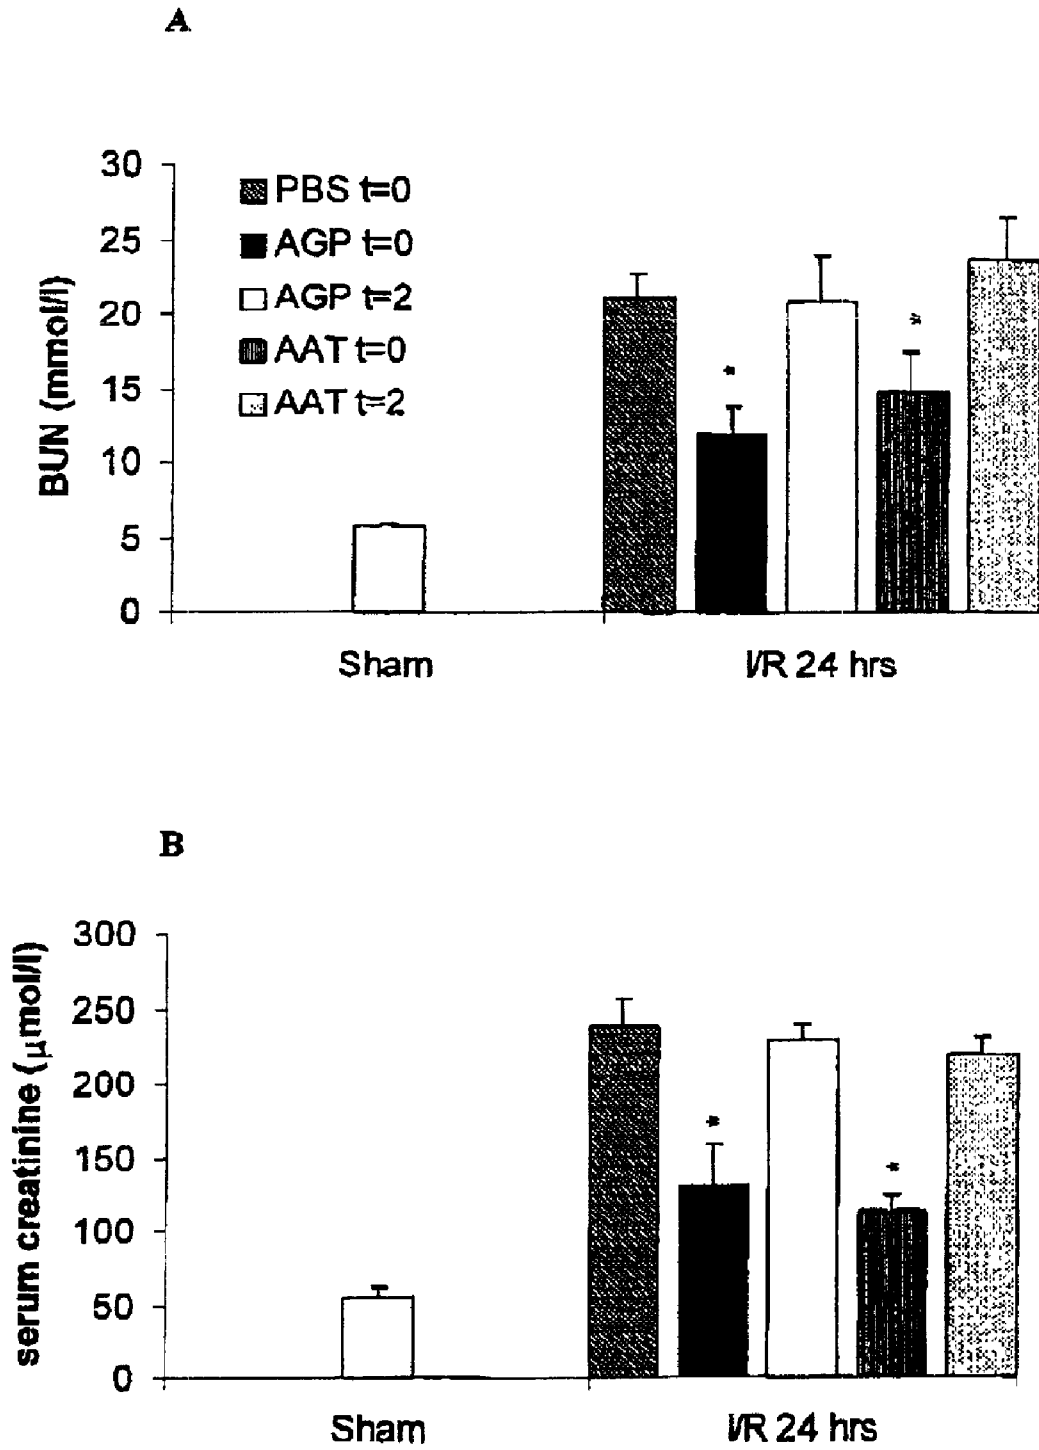 A
30
25
20
15
10
5
0
BUN (mmol/l)
PBS t=0
AGP t=0
AGP t=2
AAT t=0
AAT t=2
*
*
Sham
I/R 24 hrs
B
300
250
200
150
100
50
0
serum creatinine (μmol/l)
*
*
Sham
I/R 24 hrs